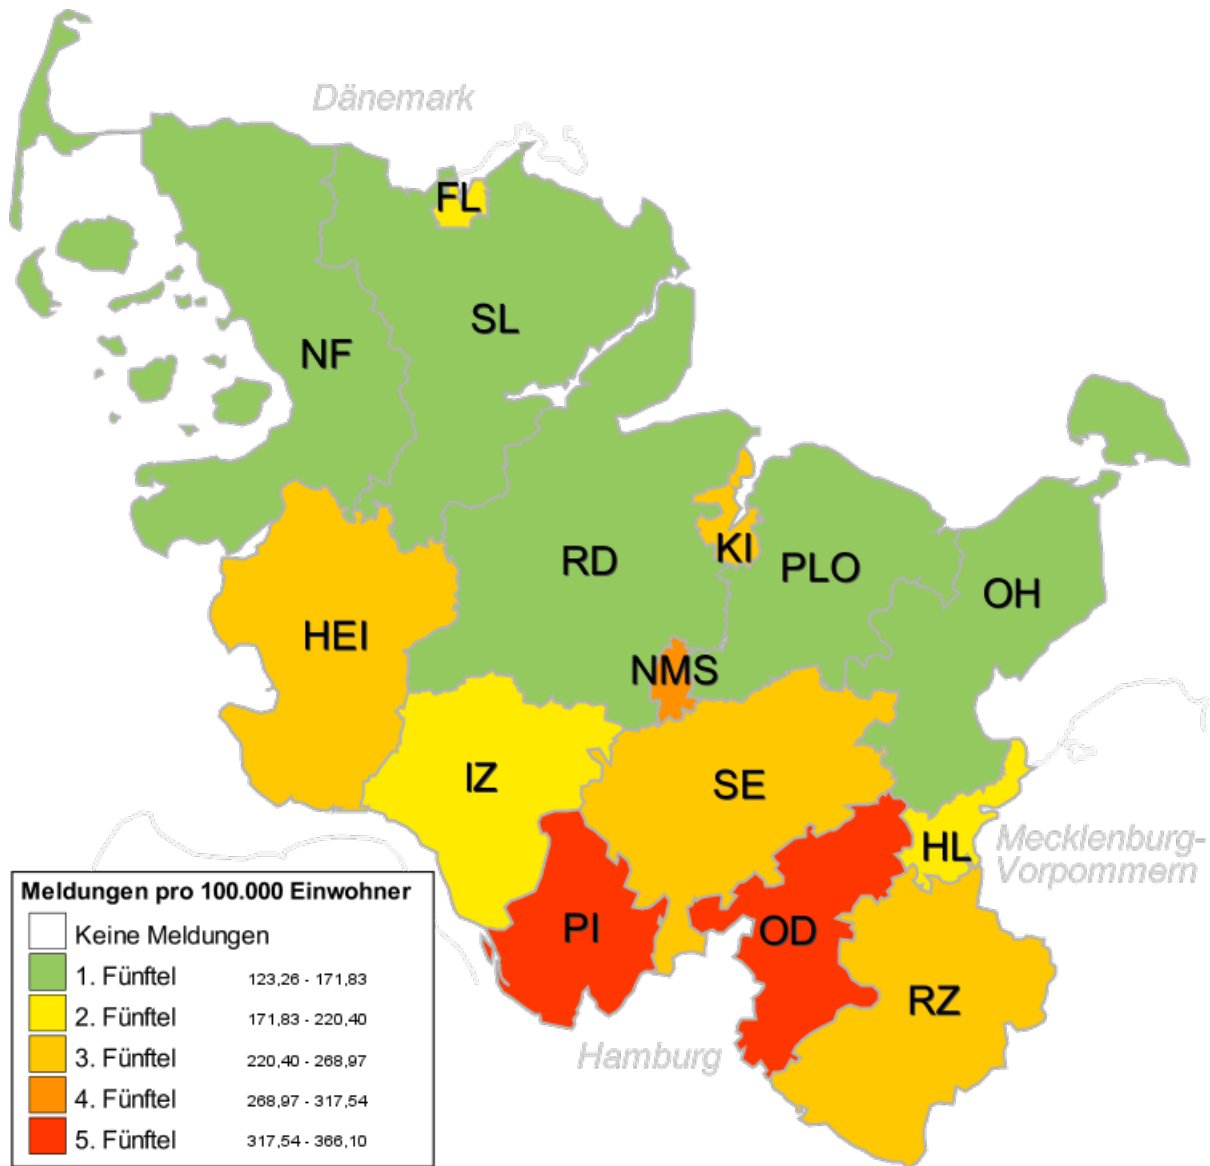 Dänemark
FL
SL
NF
RD
KI
PLO
OH
HEI
NMS
IZ
SE
HL
Mecklenburg-
Vorpommern
PI
OD
RZ
Hamburg
Meldungen pro 100.000 Einwohner
Keine Meldungen
1. Fünftel 123,26 - 171,83
2. Fünftel 171,83 - 220,40
3. Fünftel 220,40 - 268,97
4. Fünftel 268,97 - 317,54
5. Fünftel 317,54 - 366,10